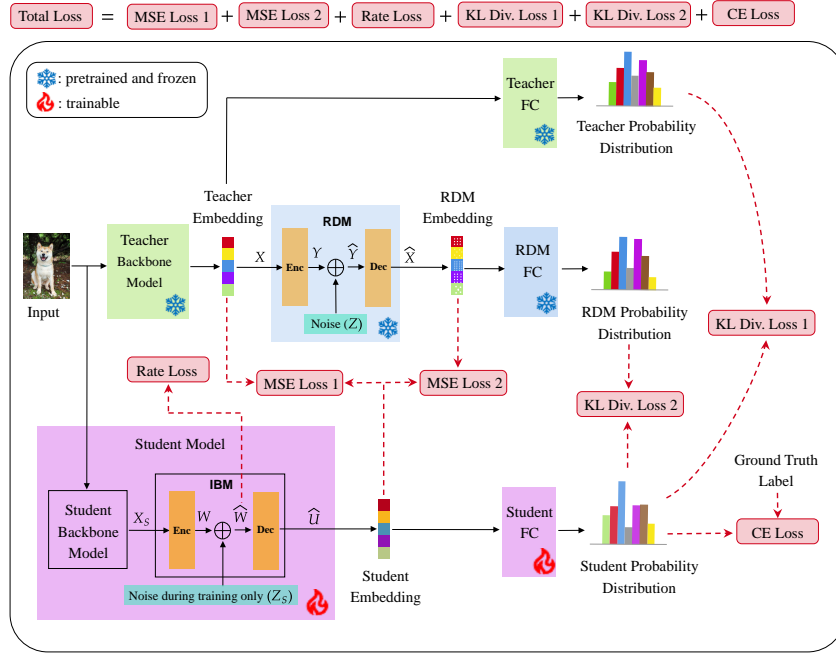 Total Loss = MSE Loss 1 + MSE Loss 2 + Rate Loss + KL Div. Loss 1 + KL Div. Loss 2 + CE Loss
: pretrained and frozen
: trainable
Teacher
FC
Teacher Probability
Distribution
Teacher
Embedding
RDM
Embedding
RDM
Teacher
Backbone
Model
Input
X
Enc
Y
Ŷ
Dec
X̂
Noise (Z)
RDM
FC
RDM Probability
Distribution
KL Div. Loss 1
Rate Loss
MSE Loss 1
MSE Loss 2
KL Div. Loss 2
Student Model
IBM
Student
Backbone
Model
X_S
Enc
W
Ŵ
Dec
Û
Noise during training only (Z_S)
Student
Embedding
Student
FC
Student Probability
Distribution
Ground Truth
Label
CE Loss